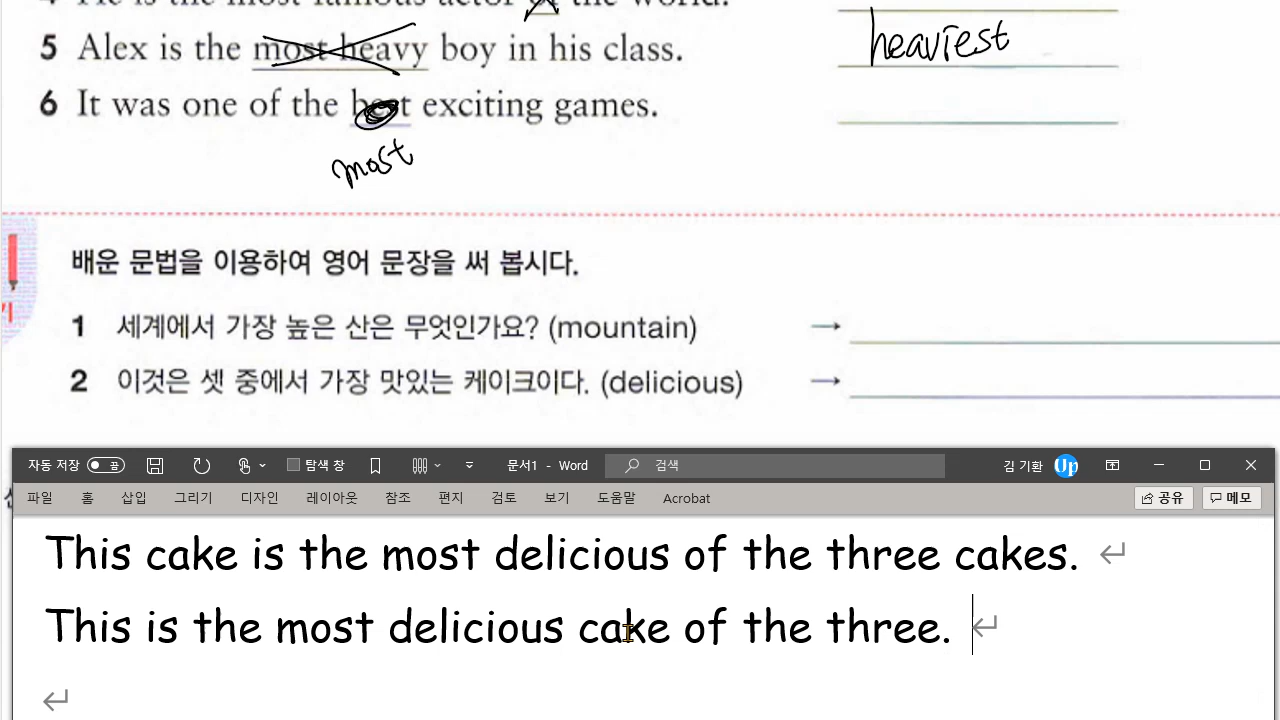 4 He is the most famous actor of the world.
5 Alex is the most heavy boy in his class. heaviest
6 It was one of the best exciting games.
most
배운 문법을 이용하여 영어 문장을 써 봅시다.
1 세계에서 가장 높은 산은 무엇인가요? (mountain) →
2 이것은 셋 중에서 가장 맛있는 케이크이다. (delicious) →
자동 저장 끔 탐색 창 문서1 - Word 검색 김 기환 Up
파일 홈 삽입 그리기 디자인 레이아웃 참조 편지 검토 보기 도움말 Acrobat 공유 메모
This cake is the most delicious of the three cakes.
This is the most delicious cake of the three.